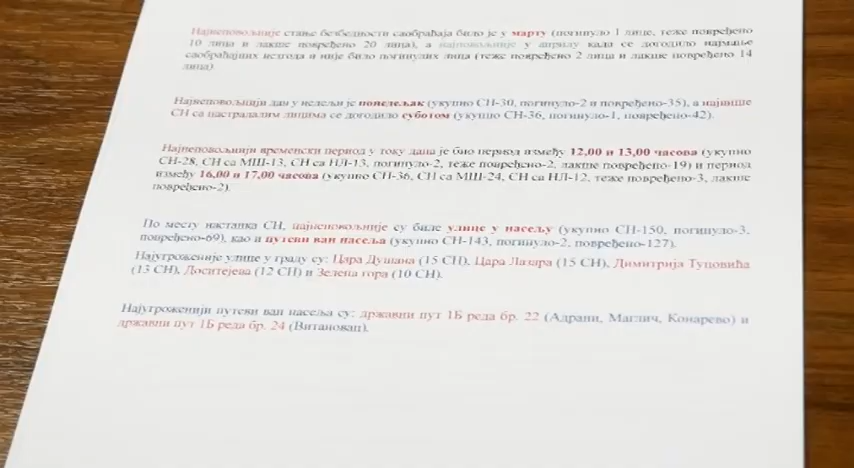 Најнеповољније стање безбедности саобраћаја било је у марту (погинуло 1 лице, теже повређено
10 лица и лакше повређено 20 лица), а најповољније у априлу када се догодило најмање
саобраћајних незгода и није било погинулих лица (теже повређено 2 лица и лакше повређено 14
лица)
Најнеповољнији дан у недељи је понедељак (укупно СН-30, погинуло-2 и повређено-35), а највише
СН са настрадалим лицима се догодило суботом (укупно СН-36, погинуло-1, повређено-42).
Најнеповољнији временски период у току дана је био период између 12,00 и 13,00 часова (укупно
СН-28, СН са МШ-13, СН са НЛ-13, погинуло-2, теже повређено-2, лакше повређено-19) и период
између 16,00 и 17,00 часова (укупно СН-36, СН са МШ-24, СН са НЛ-12, теже повређено-3, лакше
повређено-2).
По месту настанка СН, најнеповољније су биле улице у насељу (укупно СН-150, погинуло-3,
повређено-69), као и путеви ван насеља (укупно СН-143, погинуло-2, повређено-127).
Најугроженије улице у граду су: Цара Душана (15 СН), Цара Лазара (15 СН), Димитрија Туцовића
(13 СН), Доситејева (12 СН) и Зелена гора (10 СН).
Најугроженији путеви ван насеља су: државни пут 1Б реда бр. 22 (Адрани, Маглич, Конарево) и
државни пут 1Б реда бр. 24 (Витановац).